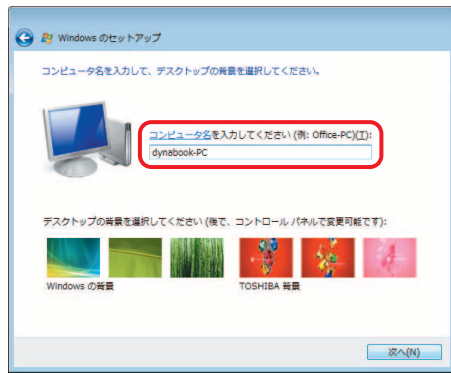 Windows のセットアップ
コンピュータ名を入力して、デスクトップの背景を選択してください。
コンピュータ名を入力してください (例: Office-PC)(T):
dynabook-PC
デスクトップの背景を選択してください (後で、コントロール パネルで変更可能です):
Windows の背景
TOSHIBA 背景
次へ(N)